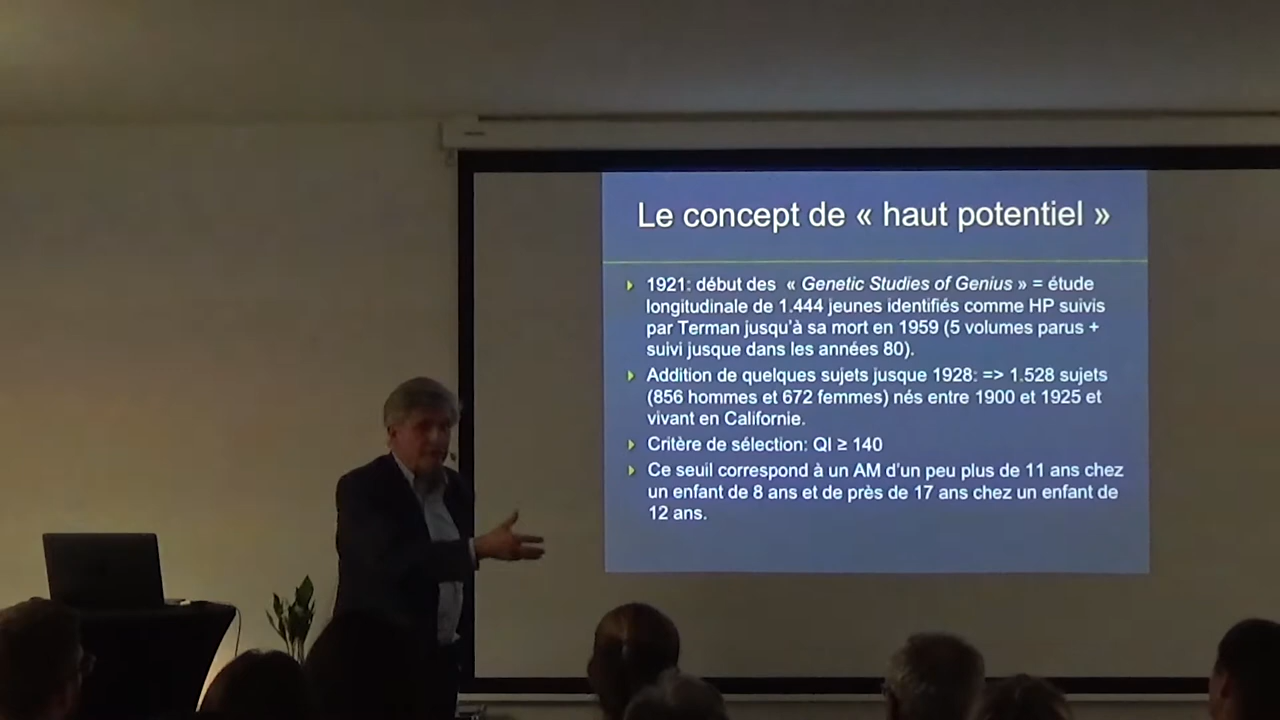 Le concept de « haut potentiel »
1921: début des « Genetic Studies of Genius » = étude
longitudinale de 1.444 jeunes identifiés comme HP suivis
par Terman jusqu'à sa mort en 1959 (5 volumes parus +
suivi jusque dans les années 80).
Addition de quelques sujets jusque 1928: => 1.528 sujets
(856 hommes et 672 femmes) nés entre 1900 et 1925 et
vivant en Californie.
Critère de sélection: QI ≥ 140
Ce seuil correspond à un AM d'un peu plus de 11 ans chez
un enfant de 8 ans et de près de 17 ans chez un enfant de
12 ans.